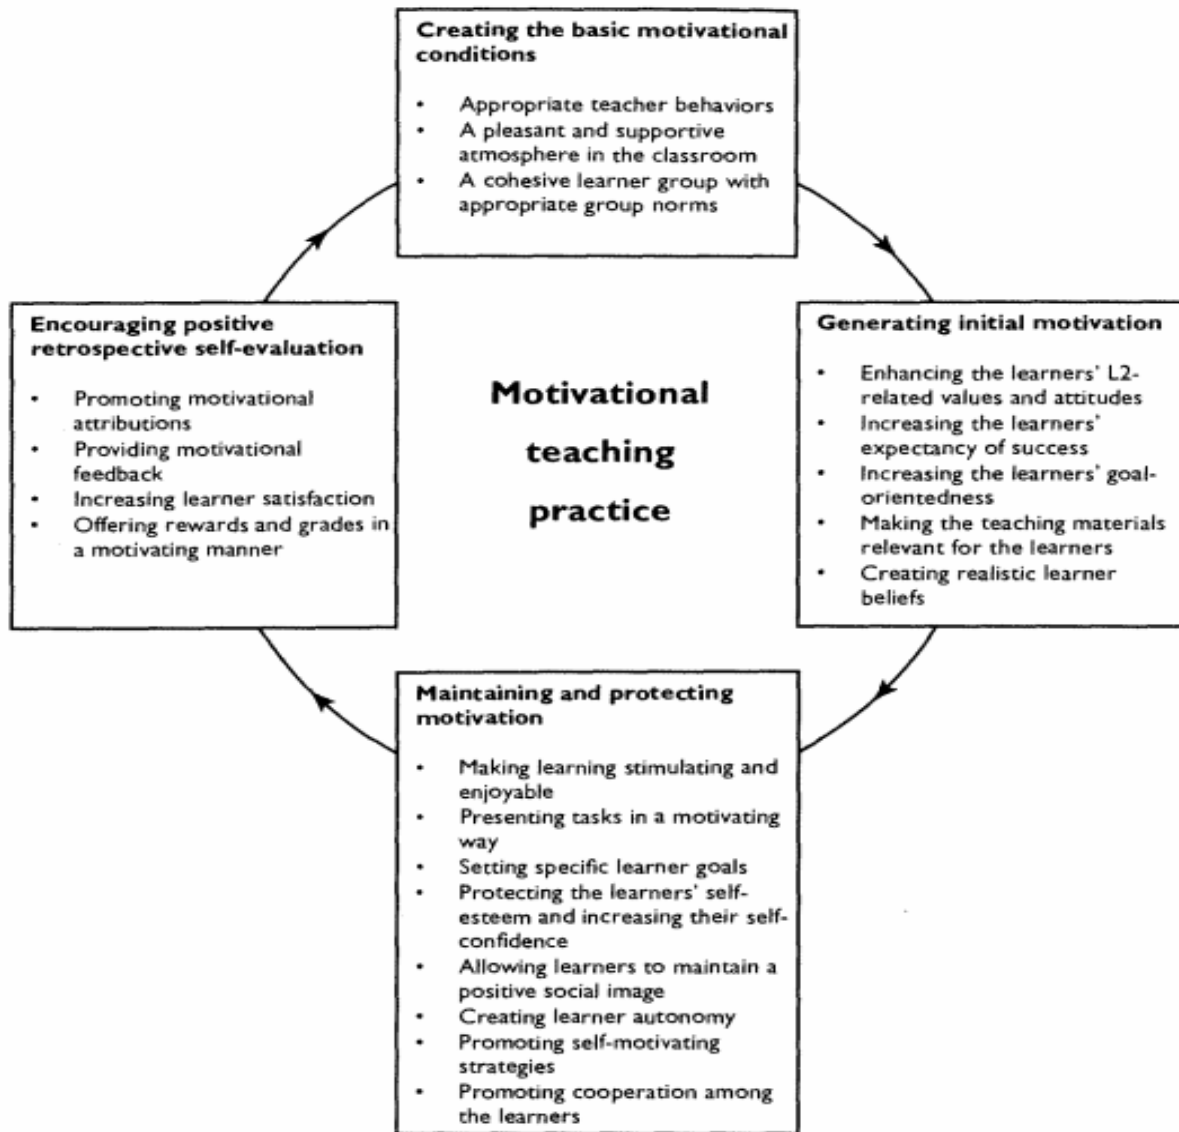 Creating the basic motivational
conditions
• Appropriate teacher behaviors
• A pleasant and supportive
atmosphere in the classroom
• A cohesive learner group with
appropriate group norms
Encouraging positive
retrospective self-evaluation
• Promoting motivational
attributions
• Providing motivational
feedback
• Increasing learner satisfaction
• Offering rewards and grades in
a motivating manner
Motivational
teaching
practice
Generating initial motivation
• Enhancing the learners' L2-
related values and attitudes
• Increasing the learners'
expectancy of success
• Increasing the learners' goal-
orientedness
• Making the teaching materials
relevant for the learners
• Creating realistic learner
beliefs
Maintaining and protecting
motivation
• Making learning stimulating and
enjoyable
• Presenting tasks in a motivating
way
• Setting specific learner goals
• Protecting the learners' self-
esteem and increasing their self-
confidence
• Allowing learners to maintain a
positive social image
• Creating learner autonomy
• Promoting self-motivating
strategies
• Promoting cooperation among
the learners